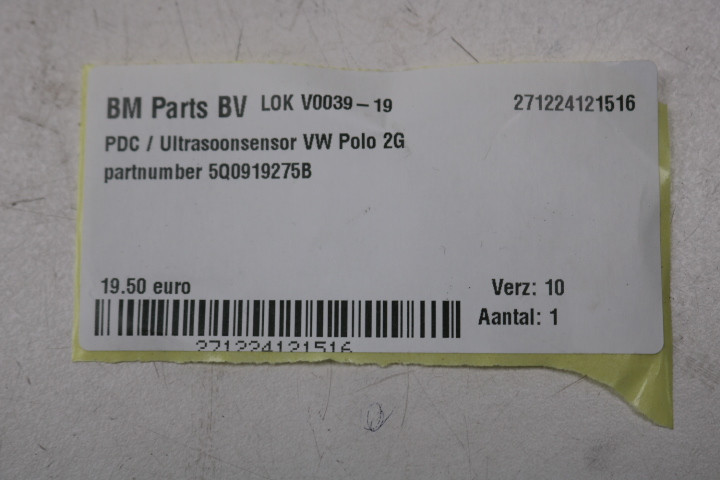 BM Parts BV LOK V0039-19 271224121516
PDC / Ultrasoonsensor VW Polo 2G
partnumber 5Q0919275B
19.50 euro Verz: 10
Aantal: 1
271224121516